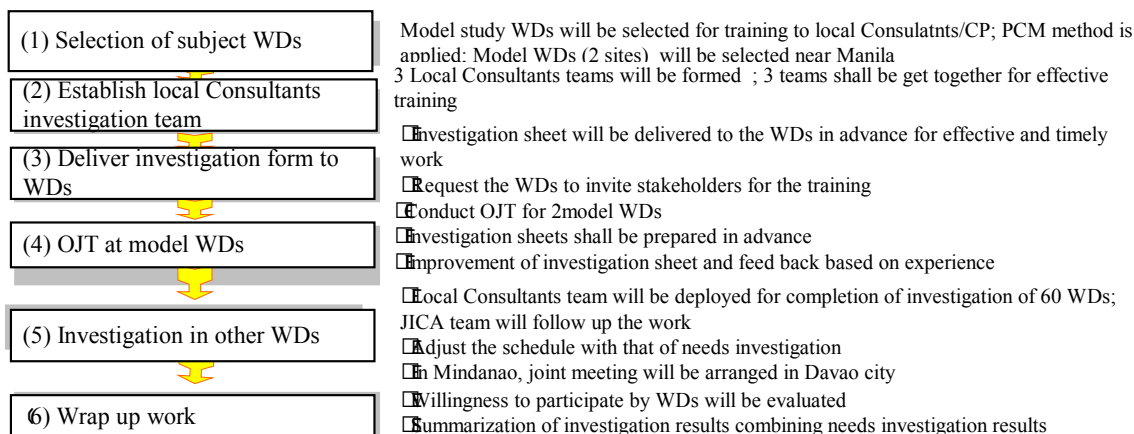 (1) Selection of subject WDs
Model study WDs will be selected for training to local Consulatnts/CP; PCM method is
applied; Model WDs (2 sites) will be selected near Manila
(2) Establish local Consultants
investigation team
3 Local Consultants teams will be formed ; 3 teams shall be get together for effective
training
(3) Deliver investigation form to
WDs
Investigation sheet will be delivered to the WDs in advance for effective and timely
work
Request the WDs to invite stakeholders for the training
(4) OJT at model WDs
Conduct OJT for 2model WDs
Investigation sheets shall be prepared in advance
Improvement of investigation sheet and feed back based on experience
(5) Investigation in other WDs
Local Consultants team will be deployed for completion of investigation of 60 WDs;
JICA team will follow up the work
Adjust the schedule with that of needs investigation
In Mindanao, joint meeting will be arranged in Davao city
(6) Wrap up work
Willingness to participate by WDs will be evaluated
Summarization of investigation results combining needs investigation results